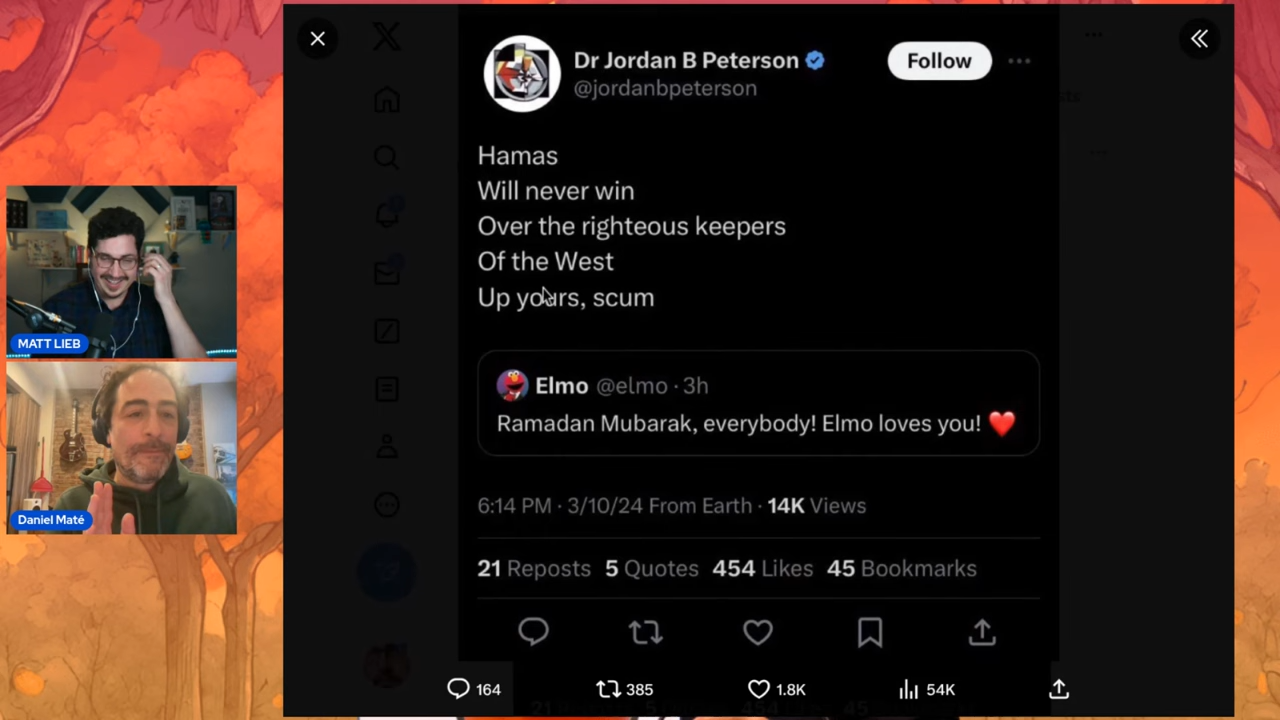 Dr Jordan B Peterson
Follow
@jordanbpeterson
Hamas
Will never win
Over the righteous keepers
Of the West
Up yours, scum
Elmo @elmo · 3h
Ramadan Mubarak, everybody! Elmo loves you! ❤️
6:14 PM · 3/10/24 From Earth · 14K Views
21 Reposts 5 Quotes 454 Likes 45 Bookmarks
164 385 1.8K 54K
MATT LIEB
Daniel Maté